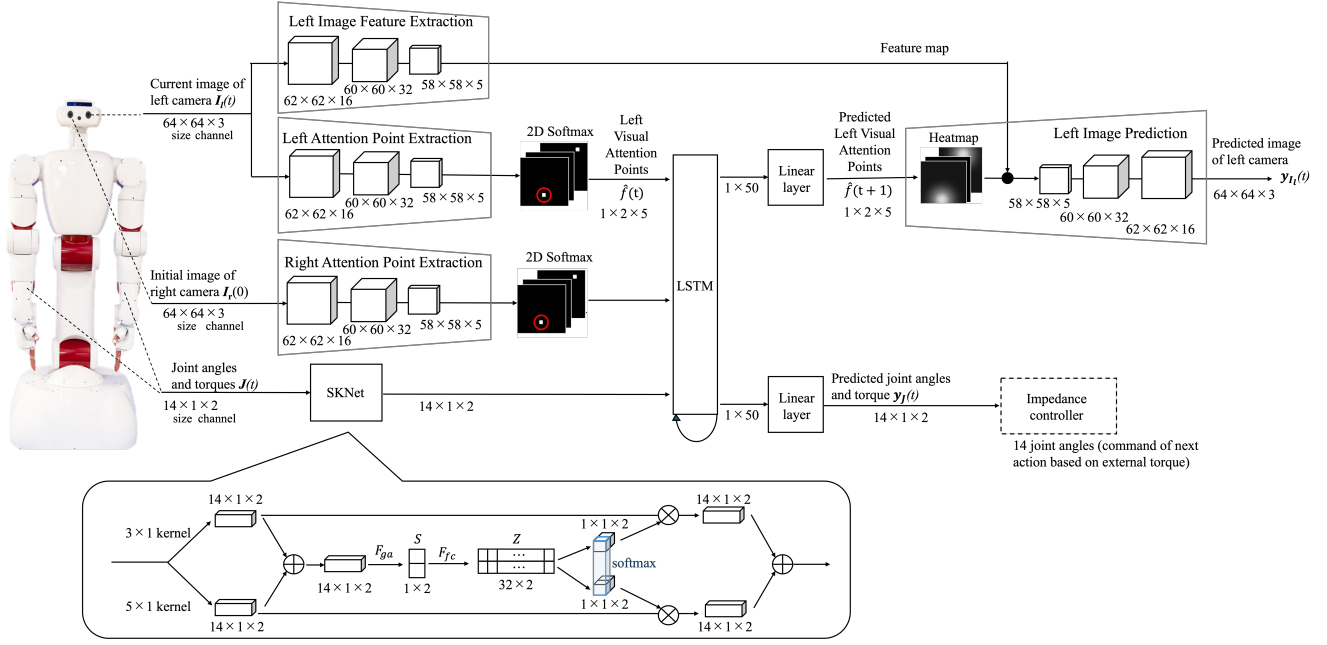 Left Image Feature Extraction
62×62×16
60×60×32
58×58×5
Feature map
Current image of
left camera Iₗ(t)
64×64×3
size channel
Left Attention Point Extraction
62×62×16
60×60×32
58×58×5
2D Softmax
Left
Visual
Attention
Points
f̂(t)
1×2×5
LSTM
1×50
Linear
layer
Predicted
Left Visual
Attention
Points
f̂(t+1)
1×2×5
Heatmap
Left Image Prediction
58×58×5
60×60×32
62×62×16
Predicted image
of left camera
y_{Iₗ}(t)
64×64×3
Initial image of
right camera Iᵣ(0)
64×64×3
size channel
Right Attention Point Extraction
62×62×16
60×60×32
58×58×5
2D Softmax
Joint angles
and torques J(t)
14×1×2
size channel
SKNet
14×1×2
1×50
Linear
layer
Predicted joint angles
and torque y_J(t)
14×1×2
Impedance
controller
14 joint angles (command of next
action based on external torque)
3×1 kernel
5×1 kernel
14×1×2
14×1×2
14×1×2
F_{ga}
S
1×2
F_{fc}
Z
...
...
32×2
1×1×2
softmax
1×1×2
14×1×2
14×1×2